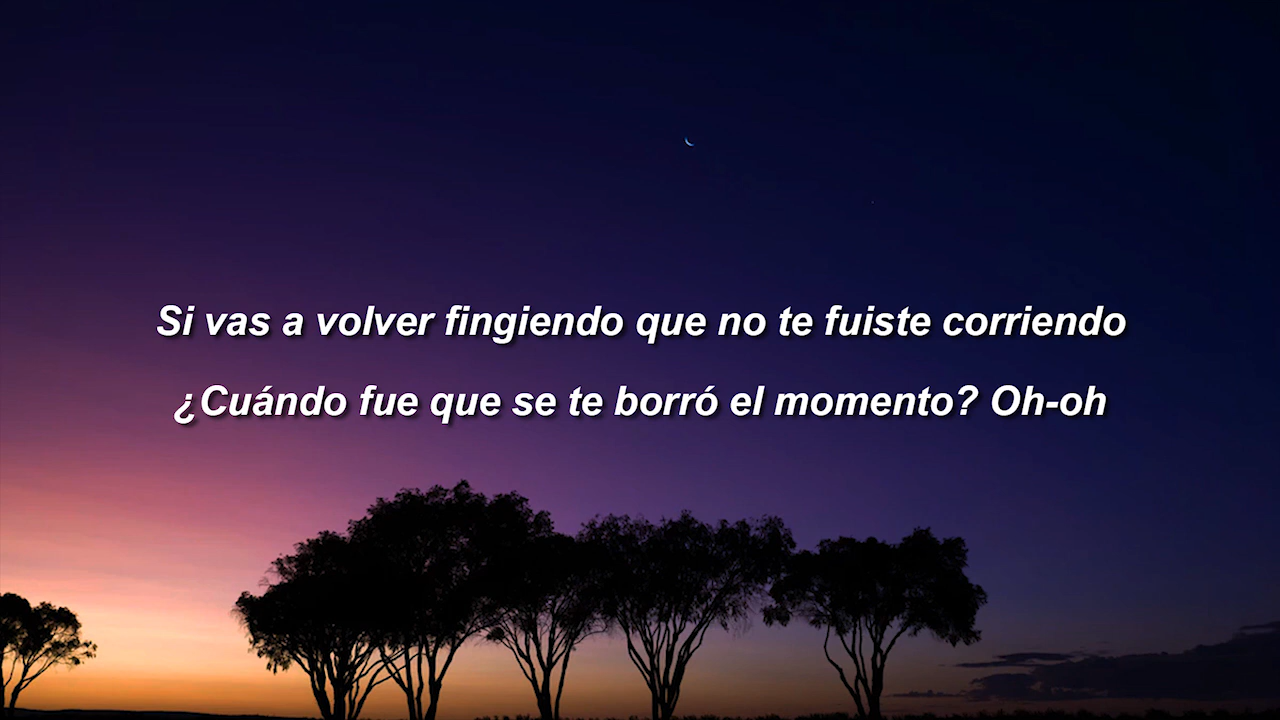 Si vas a volver fingiendo que no te fuiste corriendo
¿Cuándo fue que se te borró el momento? Oh-oh